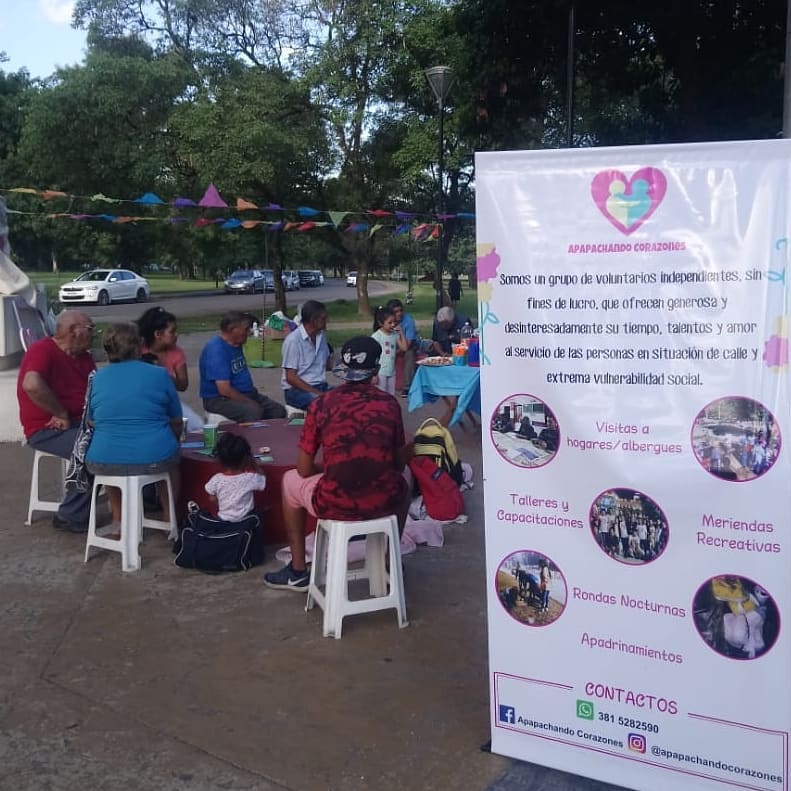 APAPACHANDO CORAZONES
Somos un grupo de voluntarios independientes, sin
fines de lucro, que ofrecen generosa y
desinteresadamente su tiempo, talentos y amor
al servicio de las personas en situación de calle y
extrema vulnerabilidad social.
Visitas a
hogares/albergues
Talleres y
Capacitaciones
Meriendas
Recreativas
Rondas Nocturnas
Apadrinamientos
CONTACTOS
381 5282590
Apapachando Corazones
@apapachandocorazones